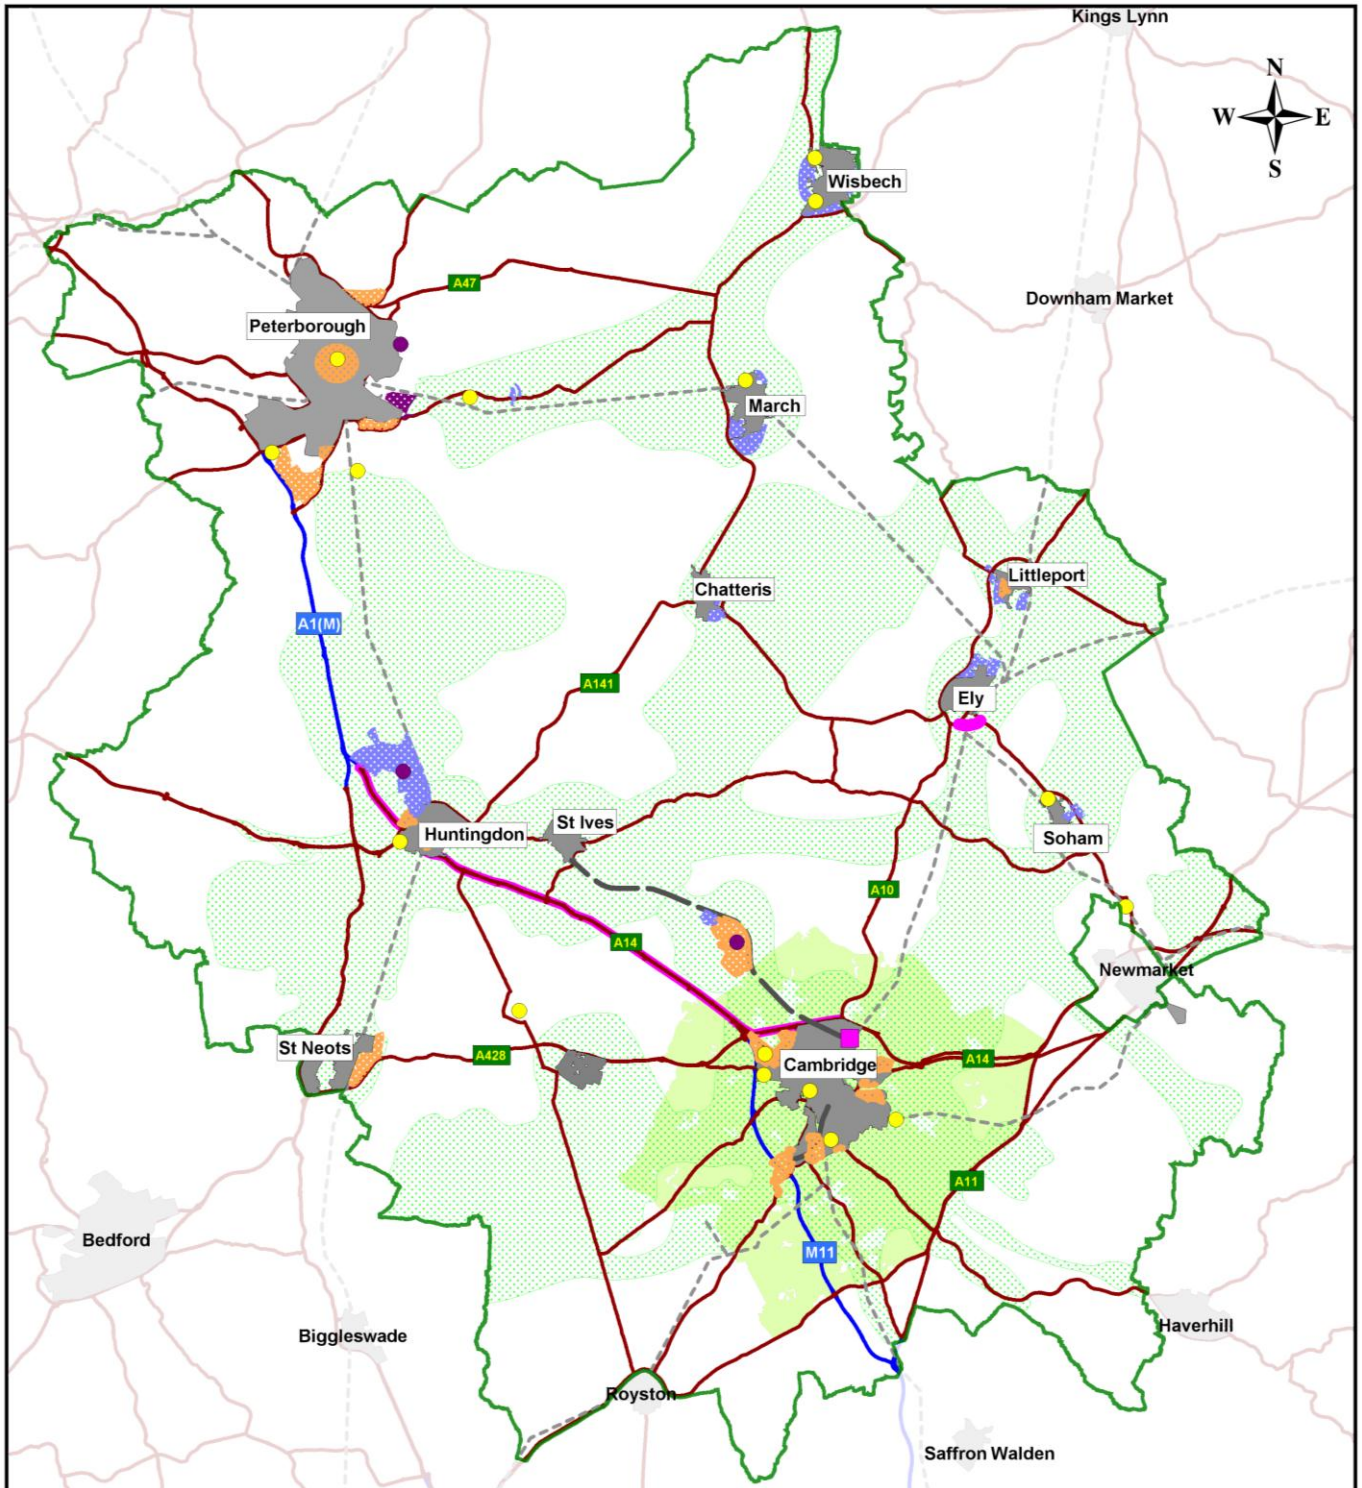 Kings Lynn
N
W E
S
Wisbech
A47
Downham Market
Peterborough
March
Littleport
Chatteris
A1(M)
A141
Ely
St Ives
Huntingdon
Soham
A10
A14
Newmarket
St Neots
A428
Cambridge
A14
A11
Bedford
M11
Biggleswade
Haverhill
Royston
Saffron Walden